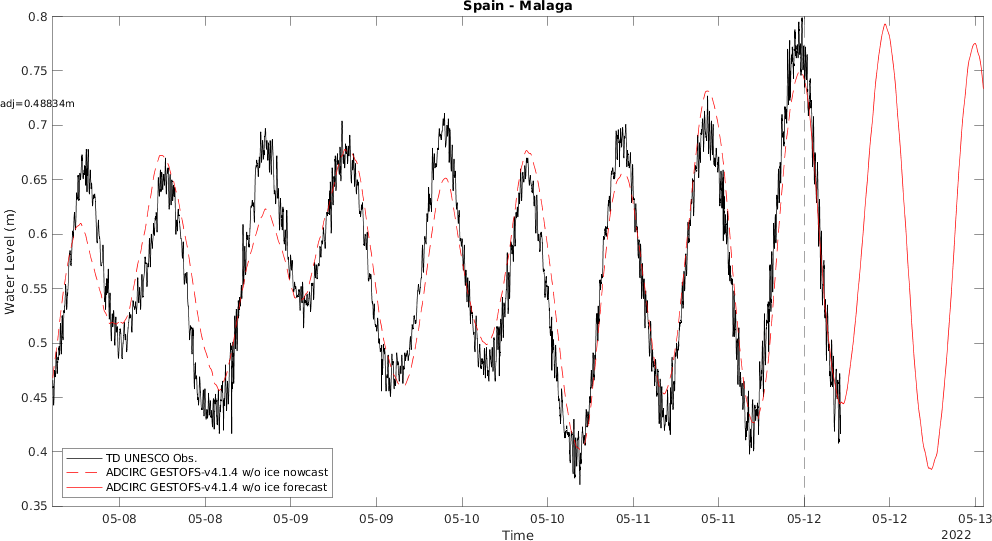 Spain - Malaga
0.8
0.75
adj=0.48834m
0.7
0.65
0.6
0.55
0.5
0.45
0.4
0.35
Water Level (m)
TD UNESCO Obs.
ADCIRC GESTOFS-v4.1.4 w/o ice nowcast
ADCIRC GESTOFS-v4.1.4 w/o ice forecast
05-08 05-08 05-09 05-09 05-10 05-10 05-11 05-11 05-12 05-12 05-13
Time
2022